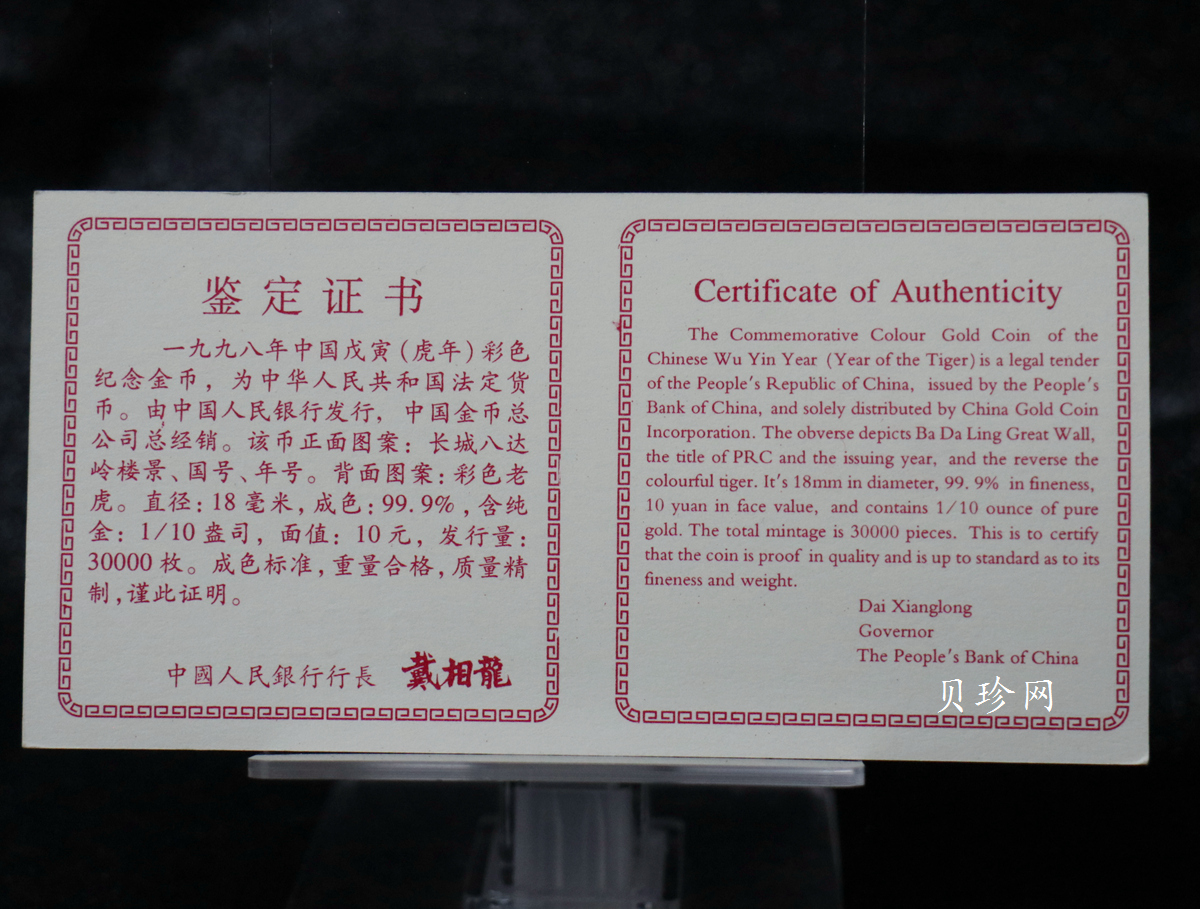 鉴定证书
一九九八年中国戊寅(虎年)彩色
纪念金币，为中华人民共和国法定货
币。由中国人民银行发行，中国金币总
公司总经销。该币正面图案：长城八达
岭楼景、国号、年号。背面图案：彩色老
虎。直径：18毫米，成色：99.9%，含纯
金：1/10盎司，面值：10元，发行量：
30000枚。成色标准，重量合格，质量精
制，谨此证明。
中國人民銀行行長 戴相龍
Certificate of Authenticity
The Commemorative Colour Gold Coin of the
Chinese Wu Yin Year (Year of the Tiger) is a legal tender
of the People's Republic of China, issued by the People's
Bank of China, and solely distributed by China Gold Coin
Incorporation. The obverse depicts Ba Da Ling Great Wall,
the title of PRC and the issuing year, and the reverse the
colourful tiger. It's 18mm in diameter, 99.9% in fineness,
10 yuan in face value, and contains 1/10 ounce of pure
gold. The total mintage is 30000 pieces. This is to certify
that the coin is proof in quality and is up to standard as to its
fineness and weight.
Dai Xianglong
Governor
The People's Bank of China
贝珍网